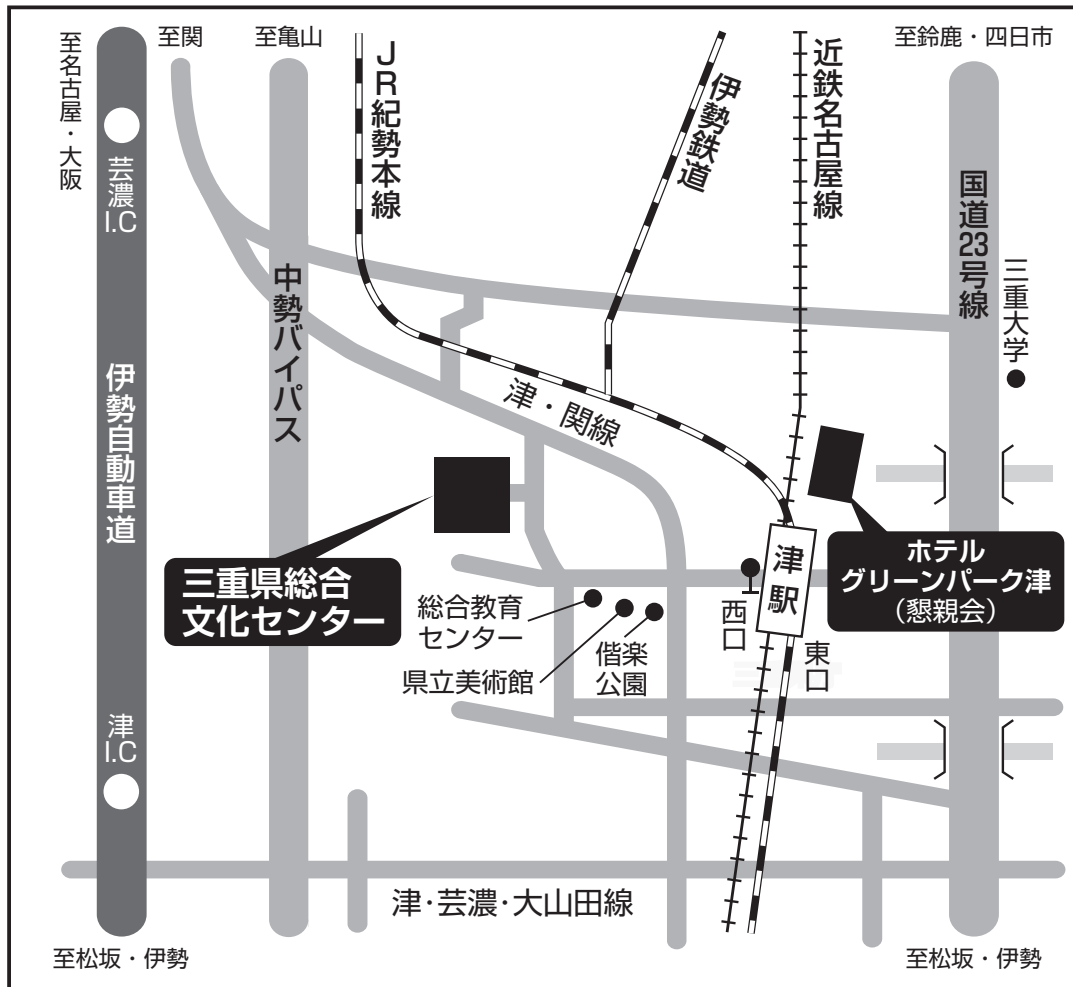 至名古屋・大阪
至関
至亀山
JR紀勢本線
伊勢鉄道
近鉄名古屋線
至鈴鹿・四日市
芸濃
I.C
国道23号線
三重大学
中勢バイパス
伊勢自動車道
津・関線
三重県総合
文化センター
ホテル
グリーンパーク津
(懇親会)
津駅
西口
東口
総合教育
センター
県立美術館
偕楽
公園
津
I.C
津・芸濃・大山田線
至松坂・伊勢
至松坂・伊勢